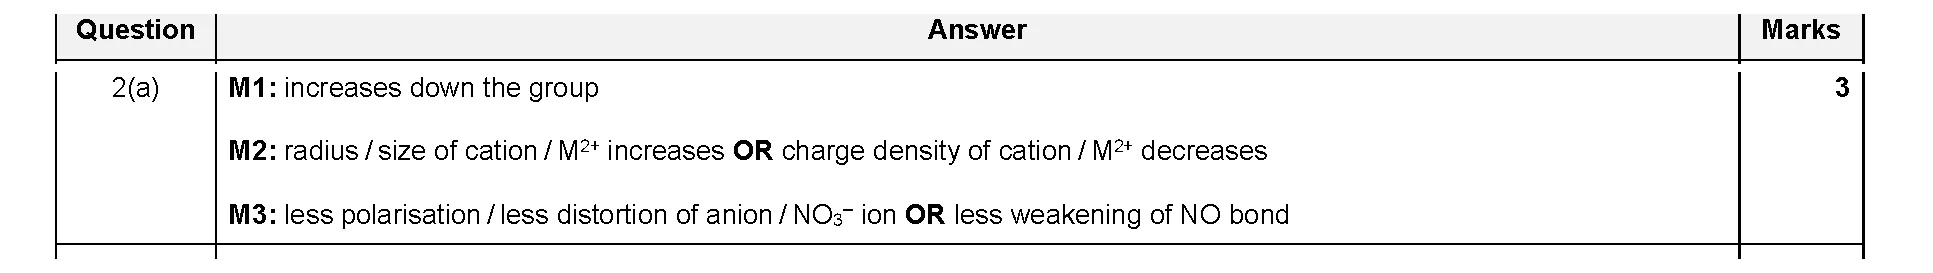 Question Answer Marks
2(a) M1: increases down the group 3
M2: radius / size of cation / M²⁺ increases OR charge density of cation / M²⁺ decreases
M3: less polarisation / less distortion of anion / NO₃⁻ ion OR less weakening of NO bond